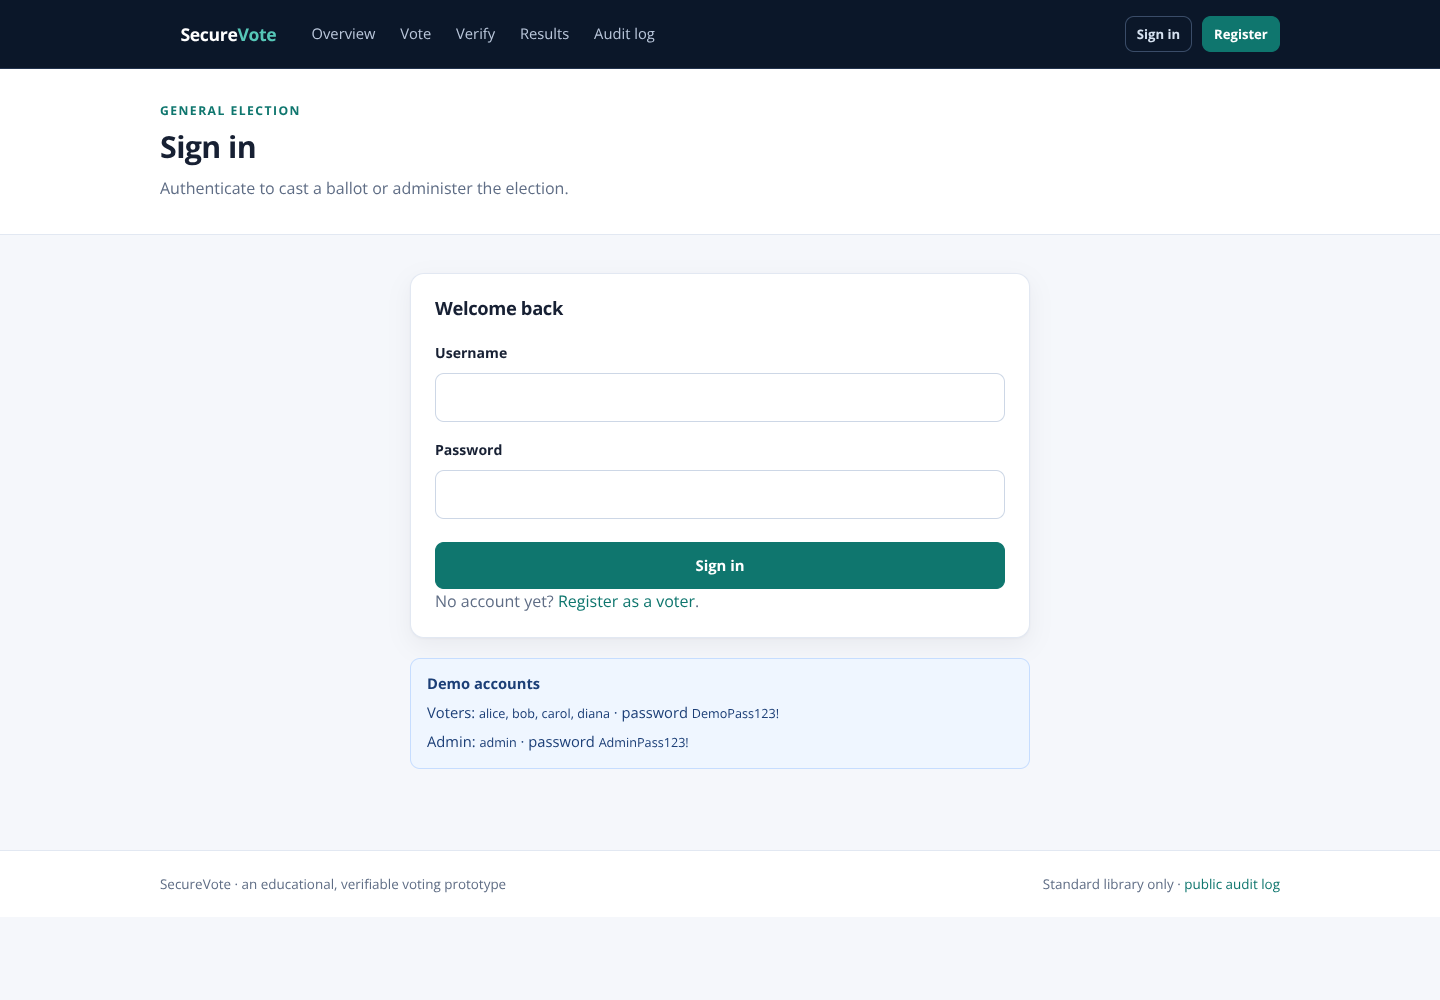 SecureVote Overview Vote Verify Results Audit log Sign in Register
GENERAL ELECTION
Sign in
Authenticate to cast a ballot or administer the election.
Welcome back
Username
Password
Sign in
No account yet? Register as a voter.
Demo accounts
Voters: alice, bob, carol, diana · password DemoPass123!
Admin: admin · password AdminPass123!
SecureVote · an educational, verifiable voting prototype Standard library only · public audit log